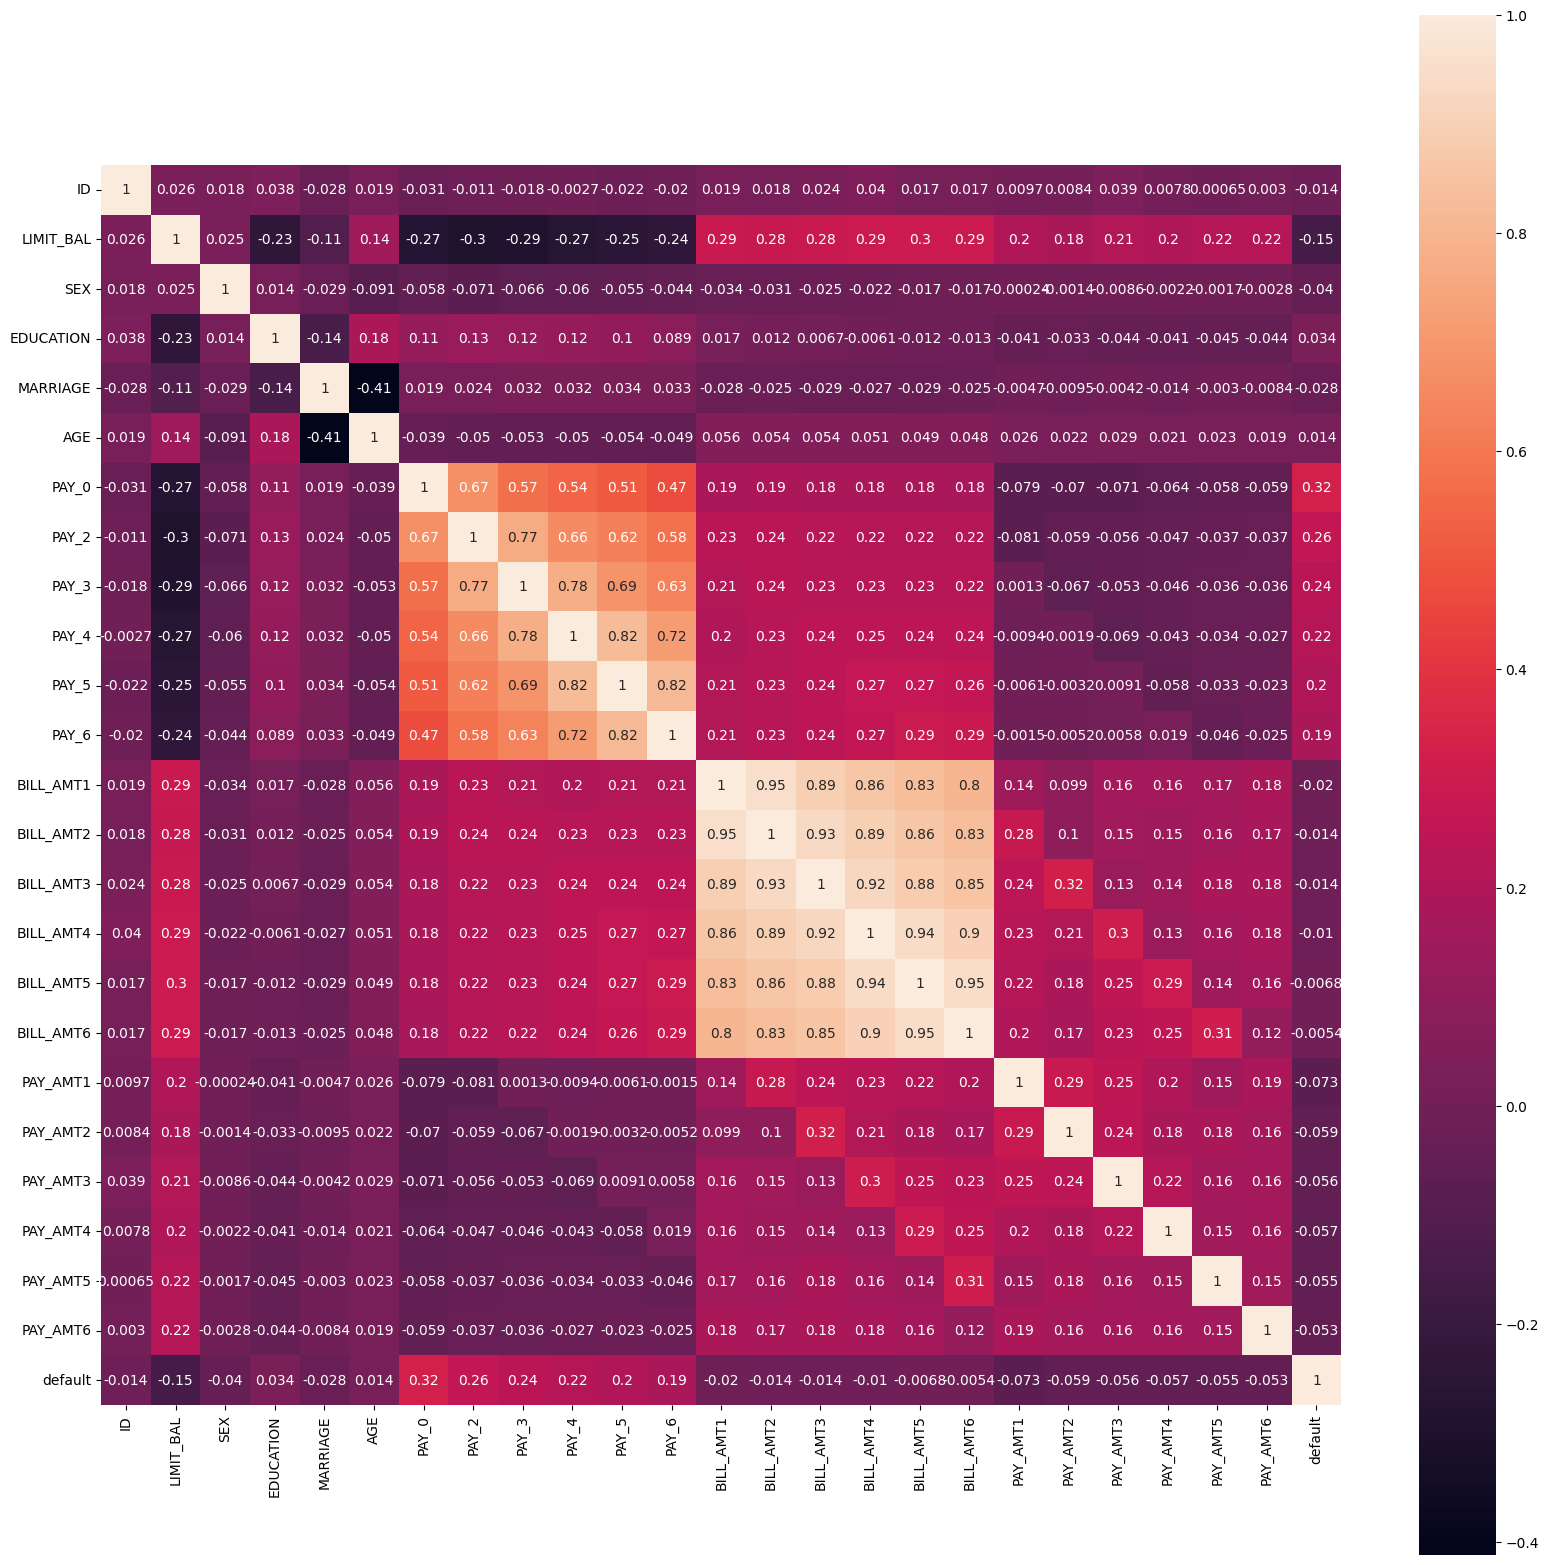 1.0
ID 1 0.026 0.018 0.038 -0.028 0.019 -0.031 -0.011 -0.018 -0.0027 -0.022 -0.02 0.019 0.018 0.024 0.04 0.017 0.017 0.0097 0.0084 0.039 0.0078 0.00065 0.003 -0.014
LIMIT_BAL 0.026 1 0.025 -0.23 -0.11 0.14 -0.27 -0.3 -0.29 -0.27 -0.25 -0.24 0.29 0.28 0.28 0.29 0.3 0.29 0.2 0.18 0.21 0.2 0.22 0.22 -0.15
0.8
SEX 0.018 0.025 1 0.014 -0.029 -0.091 -0.058 -0.071 -0.066 -0.06 -0.055 -0.044 -0.034 -0.031 -0.025 -0.022 -0.017 -0.017 -0.00024 -0.0014 -0.0086 -0.0022 -0.0017 -0.0028 -0.04
EDUCATION 0.038 -0.23 0.014 1 -0.14 0.18 0.11 0.13 0.12 0.12 0.1 0.089 0.017 0.012 0.0067 -0.0061 -0.012 -0.013 -0.041 -0.033 -0.044 -0.041 -0.045 -0.044 0.034
MARRIAGE -0.028 -0.11 -0.029 -0.14 1 -0.41 0.019 0.024 0.032 0.032 0.034 0.033 -0.028 -0.025 -0.029 -0.027 -0.029 -0.025 -0.0047 -0.0095 -0.0042 -0.014 -0.003 -0.0084 -0.028
AGE 0.019 0.14 -0.091 0.18 -0.41 1 -0.039 -0.05 -0.053 -0.05 -0.054 -0.049 0.056 0.054 0.054 0.051 0.049 0.048 0.026 0.022 0.029 0.021 0.023 0.019 0.014
0.6
PAY_0 -0.031 -0.27 -0.058 0.11 0.019 -0.039 1 0.67 0.57 0.54 0.51 0.47 0.19 0.19 0.18 0.18 0.18 0.18 -0.079 -0.07 -0.071 -0.064 -0.058 -0.059 0.32
PAY_2 -0.011 -0.3 -0.071 0.13 0.024 -0.05 0.67 1 0.77 0.66 0.62 0.58 0.23 0.24 0.22 0.22 0.22 0.22 -0.081 -0.059 -0.056 -0.047 -0.037 -0.037 0.26
PAY_3 -0.018 -0.29 -0.066 0.12 0.032 -0.053 0.57 0.77 1 0.78 0.69 0.63 0.21 0.24 0.23 0.23 0.23 0.22 0.0013 -0.067 -0.053 -0.046 -0.036 -0.036 0.24
PAY_4 -0.0027 -0.27 -0.06 0.12 0.032 -0.05 0.54 0.66 0.78 1 0.82 0.72 0.2 0.23 0.24 0.25 0.24 0.24 -0.0094 -0.0019 -0.069 -0.043 -0.034 -0.027 0.22
0.4
PAY_5 -0.022 -0.25 -0.055 0.1 0.034 -0.054 0.51 0.62 0.69 0.82 1 0.82 0.21 0.23 0.24 0.27 0.27 0.26 -0.0061 -0.0032 0.0091 -0.058 -0.033 -0.023 0.2
PAY_6 -0.02 -0.24 -0.044 0.089 0.033 -0.049 0.47 0.58 0.63 0.72 0.82 1 0.21 0.23 0.24 0.27 0.29 0.29 -0.0015 -0.0052 0.0058 0.019 -0.046 -0.025 0.19
BILL_AMT1 0.019 0.29 -0.034 0.017 -0.028 0.056 0.19 0.23 0.21 0.2 0.21 0.21 1 0.95 0.89 0.86 0.83 0.8 0.14 0.099 0.16 0.16 0.17 0.18 -0.02
BILL_AMT2 0.018 0.28 -0.031 0.012 -0.025 0.054 0.19 0.24 0.24 0.23 0.23 0.23 0.95 1 0.93 0.89 0.86 0.83 0.28 0.1 0.15 0.15 0.16 0.17 -0.014
BILL_AMT3 0.024 0.28 -0.025 0.0067 -0.029 0.054 0.18 0.22 0.23 0.24 0.24 0.24 0.89 0.93 1 0.92 0.88 0.85 0.24 0.32 0.13 0.14 0.18 0.18 -0.014
0.2
BILL_AMT4 0.04 0.29 -0.022 -0.0061 -0.027 0.051 0.18 0.22 0.23 0.25 0.27 0.27 0.86 0.89 0.92 1 0.94 0.9 0.23 0.21 0.3 0.13 0.16 0.18 -0.01
BILL_AMT5 0.017 0.3 -0.017 -0.012 -0.029 0.049 0.18 0.22 0.23 0.24 0.27 0.29 0.83 0.86 0.88 0.94 1 0.95 0.22 0.18 0.25 0.29 0.14 0.16 -0.0068
BILL_AMT6 0.017 0.29 -0.017 -0.013 -0.025 0.048 0.18 0.22 0.22 0.24 0.26 0.29 0.8 0.83 0.85 0.9 0.95 1 0.2 0.17 0.23 0.25 0.31 0.12 -0.0054
PAY_AMT1 0.0097 0.2 -0.00024 -0.041 -0.0047 0.026 -0.079 -0.081 0.0013 -0.0094 -0.0061 -0.0015 0.14 0.28 0.24 0.23 0.22 0.2 1 0.29 0.25 0.2 0.15 0.19 -0.073
0.0
PAY_AMT2 0.0084 0.18 -0.0014 -0.033 -0.0095 0.022 -0.07 -0.059 -0.067 -0.0019 -0.0032 -0.0052 0.099 0.1 0.32 0.21 0.18 0.17 0.29 1 0.24 0.18 0.18 0.16 -0.059
PAY_AMT3 0.039 0.21 -0.0086 -0.044 -0.0042 0.029 -0.071 -0.056 -0.053 -0.069 0.0091 0.0058 0.16 0.15 0.13 0.3 0.25 0.23 0.25 0.24 1 0.22 0.16 0.16 -0.056
PAY_AMT4 0.0078 0.2 -0.0022 -0.041 -0.014 0.021 -0.064 -0.047 -0.046 -0.043 -0.058 0.019 0.16 0.15 0.14 0.13 0.29 0.25 0.2 0.18 0.22 1 0.15 0.16 -0.057
PAY_AMT5 0.00065 0.22 -0.0017 -0.045 -0.003 0.023 -0.058 -0.037 -0.036 -0.034 -0.033 -0.046 0.17 0.16 0.18 0.16 0.14 0.31 0.15 0.18 0.16 0.15 1 0.15 -0.055
−0.2
PAY_AMT6 0.003 0.22 -0.0028 -0.044 -0.0084 0.019 -0.059 -0.037 -0.036 -0.027 -0.023 -0.025 0.18 0.17 0.18 0.18 0.16 0.12 0.19 0.16 0.16 0.16 0.15 1 -0.053
default -0.014 -0.15 -0.04 0.034 -0.028 0.014 0.32 0.26 0.24 0.22 0.2 0.19 -0.02 -0.014 -0.014 -0.01 -0.0068 -0.0054 -0.073 -0.059 -0.056 -0.057 -0.055 -0.053 1
ID LIMIT_BAL SEX EDUCATION MARRIAGE AGE PAY_0 PAY_2 PAY_3 PAY_4 PAY_5 PAY_6 BILL_AMT1 BILL_AMT2 BILL_AMT3 BILL_AMT4 BILL_AMT5 BILL_AMT6 PAY_AMT1 PAY_AMT2 PAY_AMT3 PAY_AMT4 PAY_AMT5 PAY_AMT6 default
−0.4